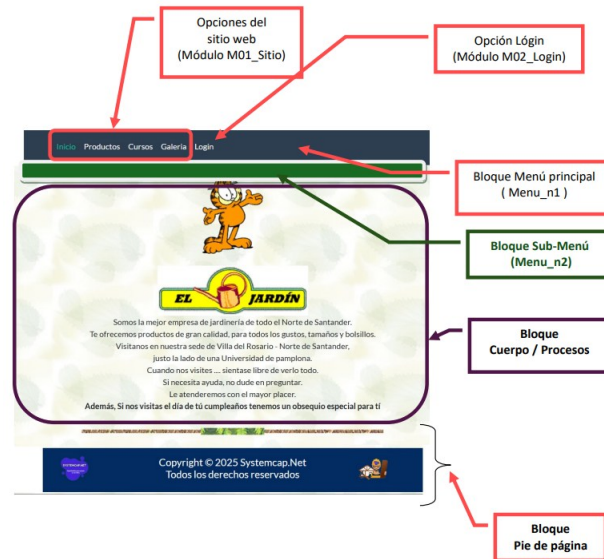 Opciones del
sitio web
(Módulo M01_Sitio)
Opción Lógin
(Módulo M02_Login)
Inicio Productos Cursos Galeria Login
Bloque Menú principal
( Menu_n1 )
Bloque Sub-Menú
(Menu_n2)
EL JARDÍN
Somos la mejor empresa de jardinería de todo el Norte de Santander.
Te ofrecemos productos de gran calidad, para todos los gustos, tamaños y bolsillos.
Visítanos en nuestra sede de Villa del Rosario - Norte de Santander,
justo la lado de una Universidad de pamplona.
Cuando nos visites .... sientase libre de verlo todo.
Si necesita ayuda, no dude en preguntar.
Le atenderemos con el mayor placer.
Además, Si nos visitas el día de tú cumpleaños tenemos un obsequio especial para tí
Bloque
Cuerpo / Procesos
SYSTEMCAP.NET
Copyright © 2025 Systemcap.Net
Todos los derechos reservados
Bloque
Pie de página